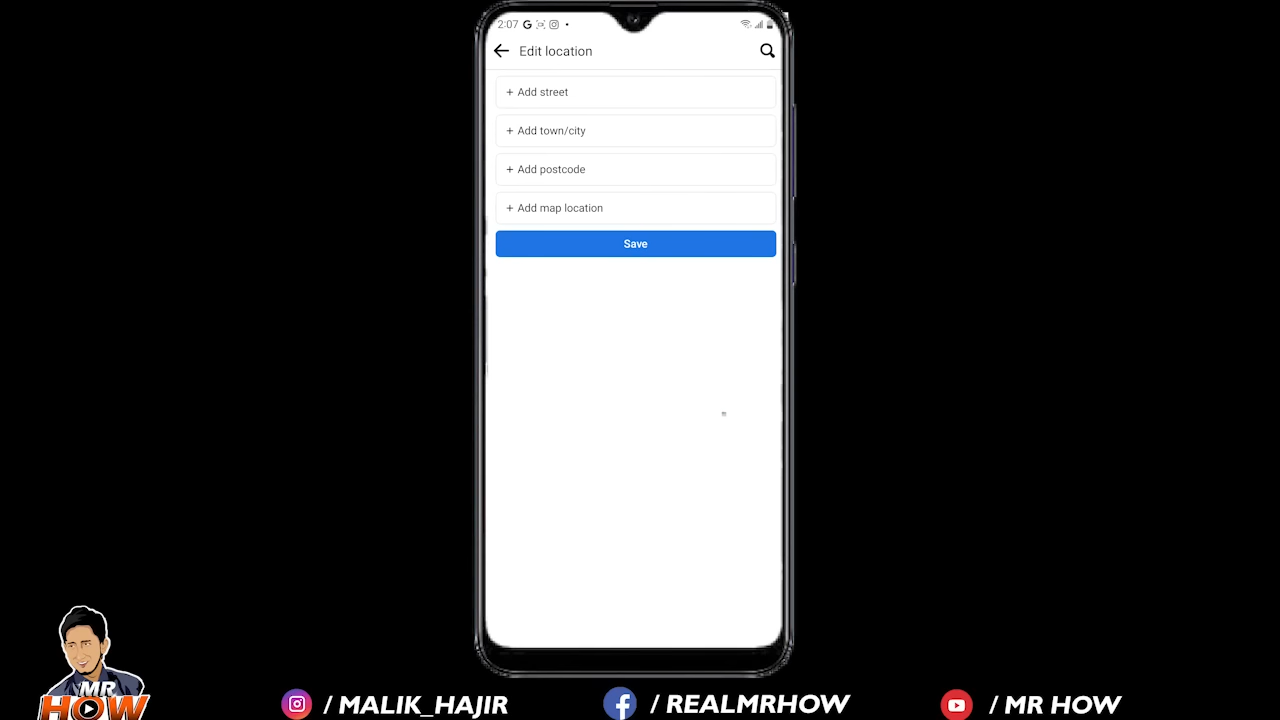 2:07
Edit location
+ Add street
+ Add town/city
+ Add postcode
+ Add map location
Save
MR
HOW
/ MALIK_HAJIR
/ REALMRHOW
/ MR HOW